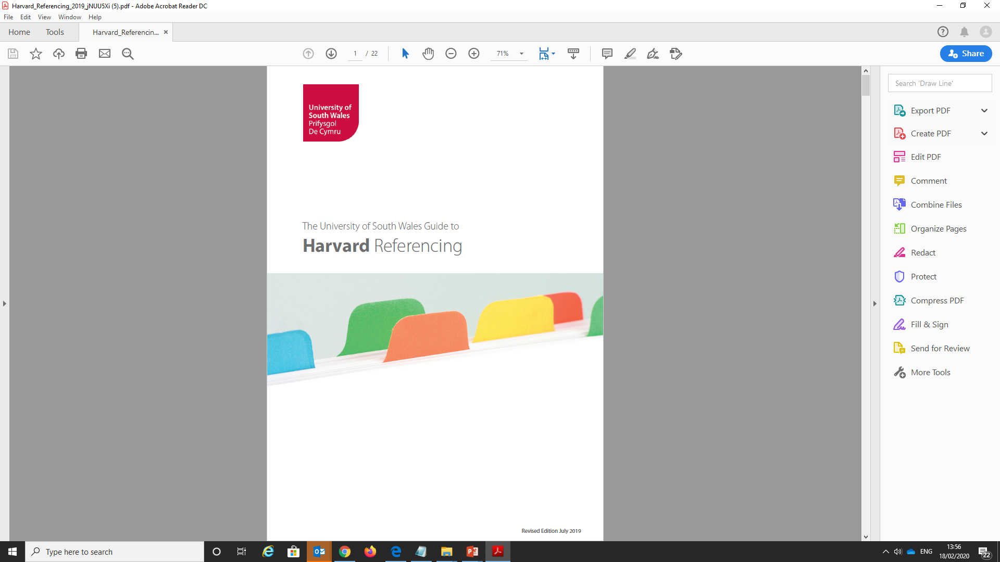 Harvard_Referencing_2019_jNUU5Xi (5).pdf - Adobe Acrobat Reader DC
File Edit View Window Help
Home Tools Harvard_Referencin...
1 / 22 71% Share
Search 'Draw Line'
Export PDF
Create PDF
Edit PDF
Comment
Combine Files
Organize Pages
Redact
Protect
Compress PDF
Fill & Sign
Send for Review
More Tools
University of
South Wales
Prifysgol
De Cymru
The University of South Wales Guide to
Harvard Referencing
Revised Edition July 2019
Type here to search
ENG
13:56
18/02/2020
22